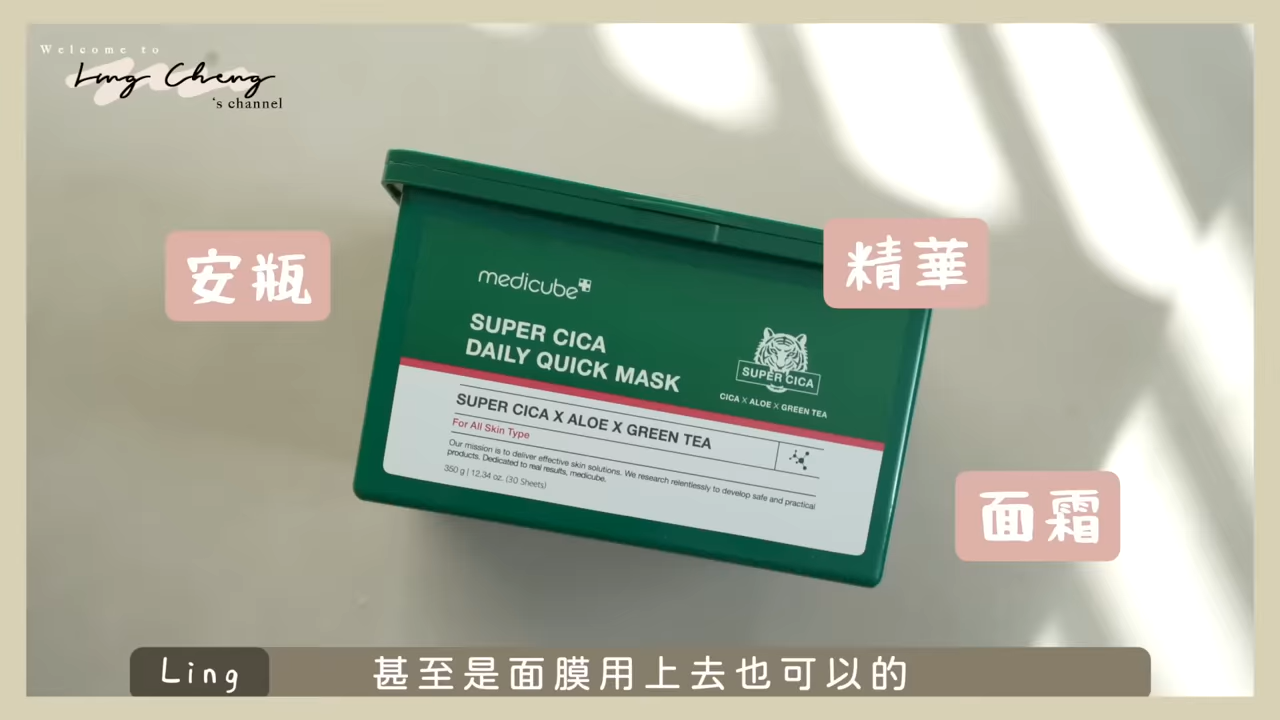 Welcome to
Ling Cheng
's channel
安瓶
精華
medicube
SUPER CICA
DAILY QUICK MASK
SUPER CICA
CICA X ALOE X GREEN TEA
SUPER CICA X ALOE X GREEN TEA
For All Skin Type
Our mission is to deliver effective skin solutions. We research relentlessly to develop safe and practical
products. Dedicated to real results, medicube.
350 g | 12.34 oz. (30 Sheets)
面霜
Ling
甚至是面膜用上去也可以的